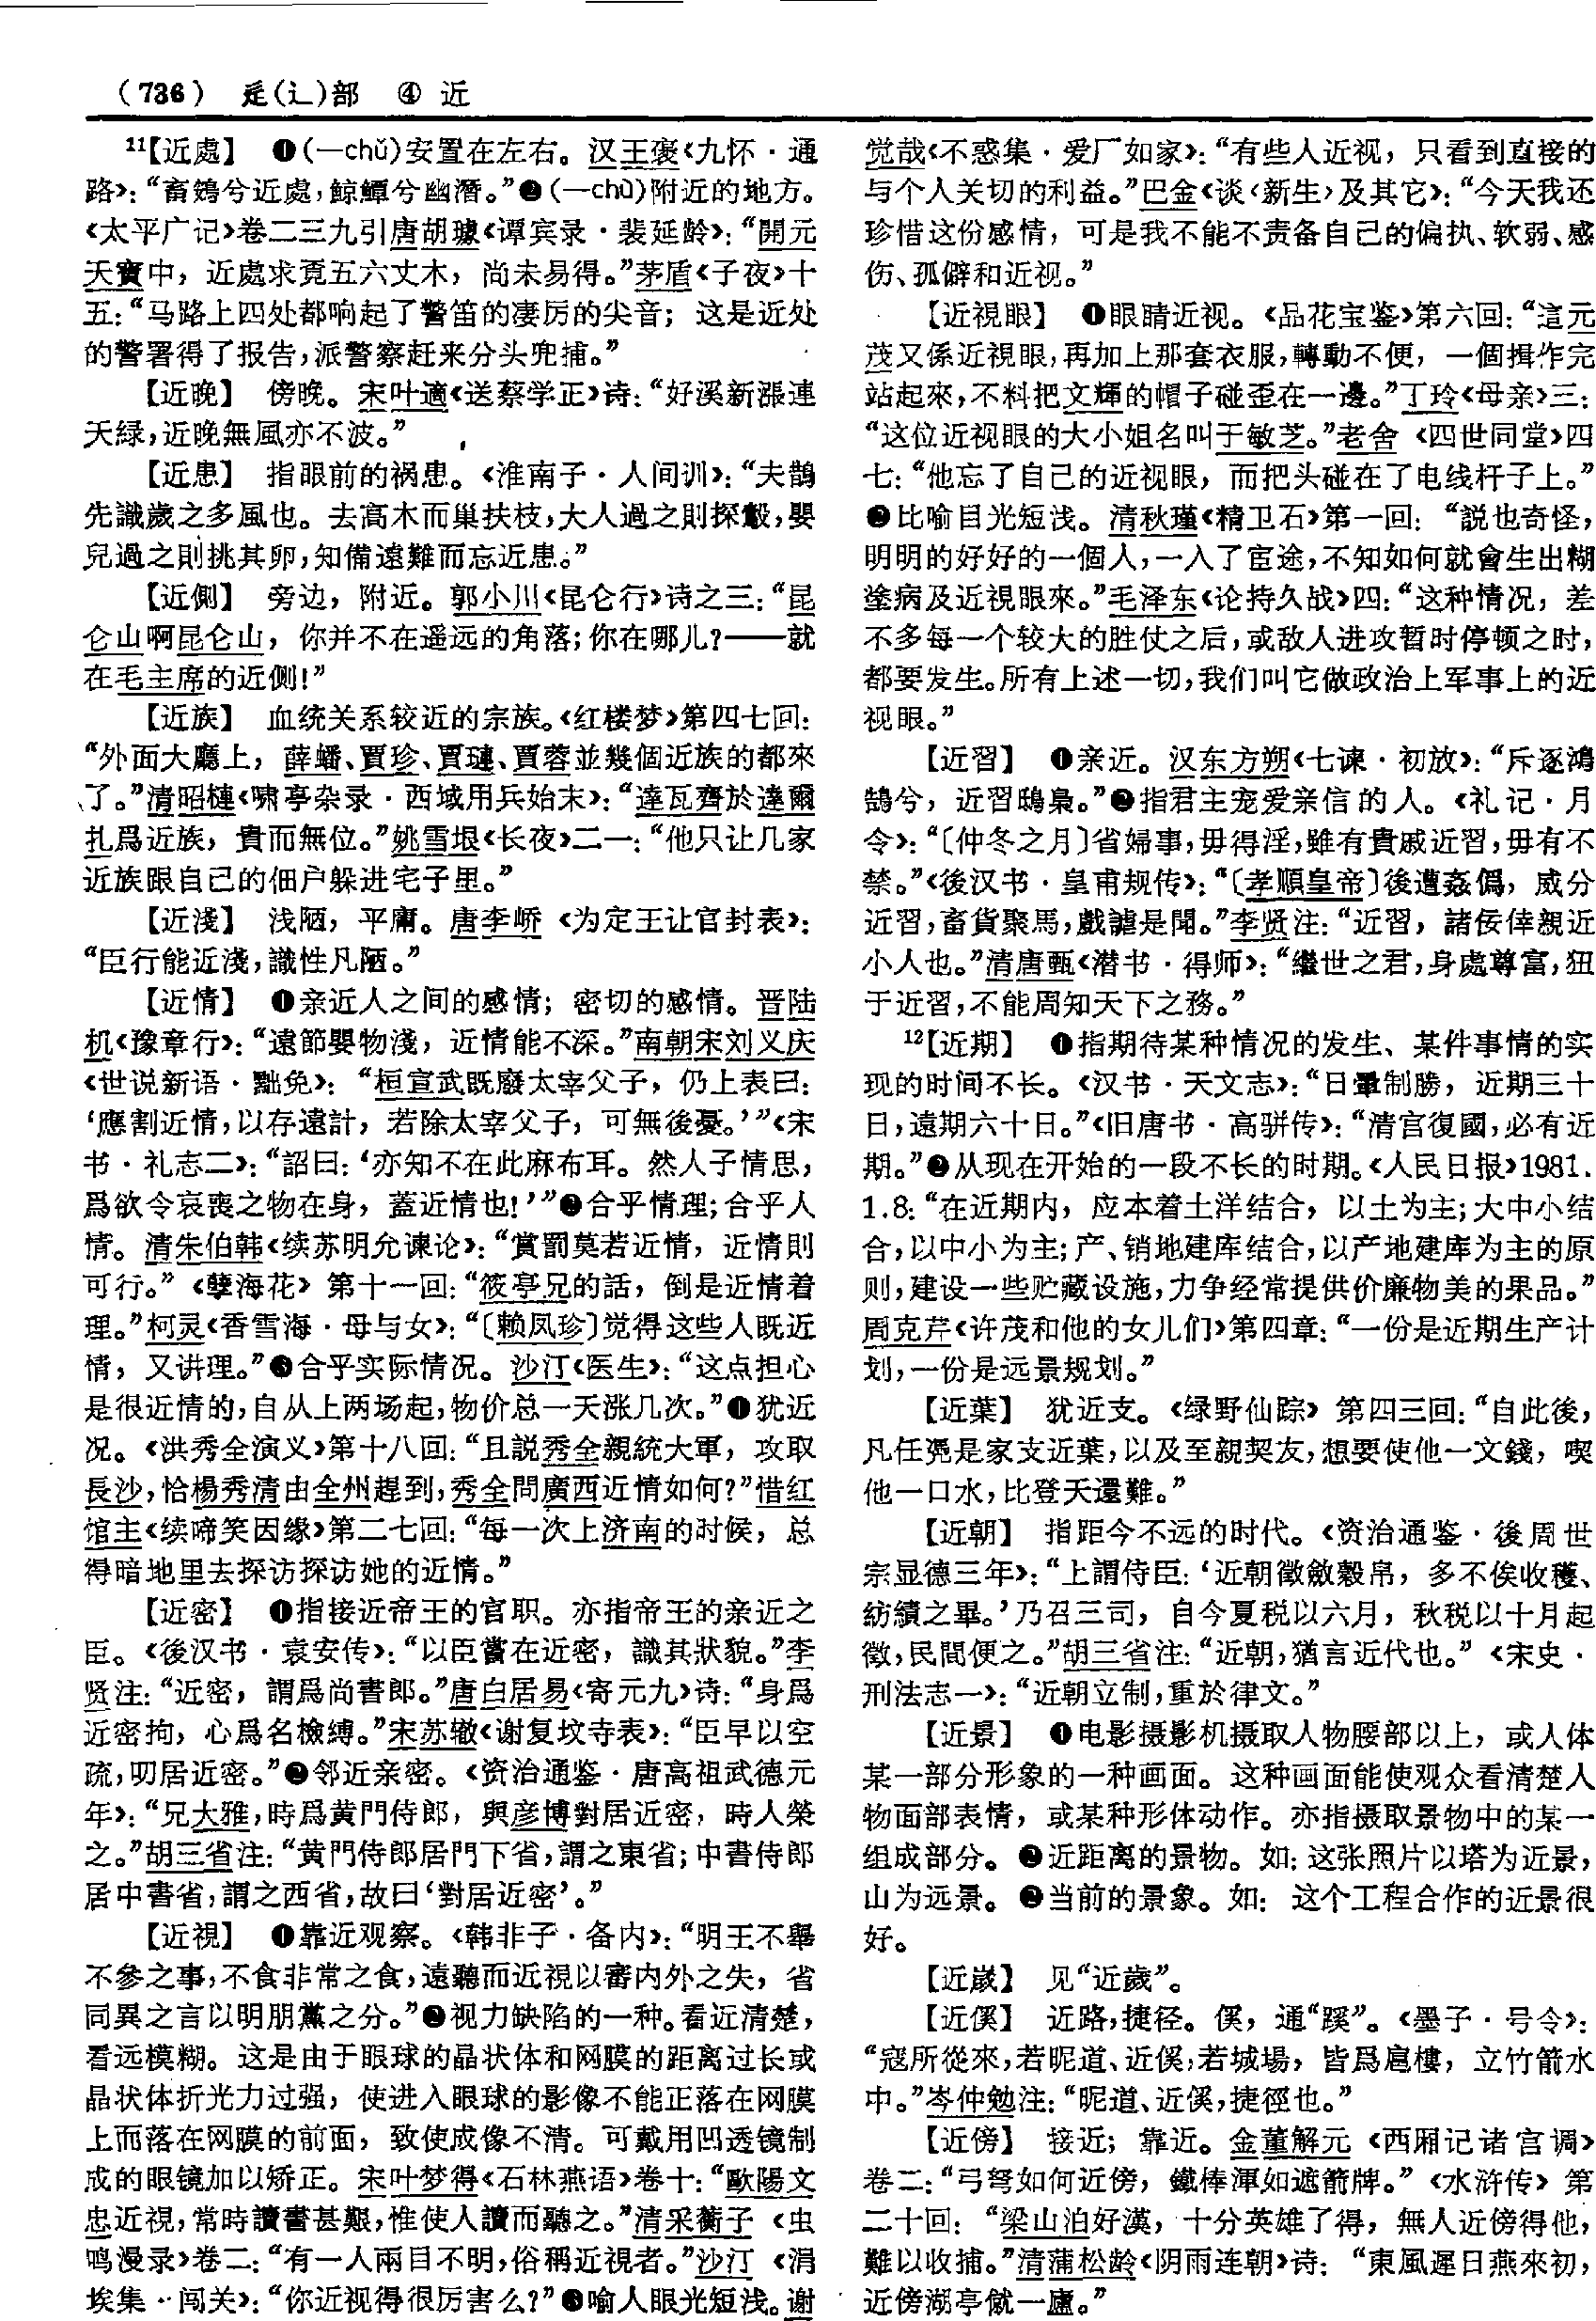 （736） 辵(辶)部 ④ 近
¹¹【近處】 ❶(—chǔ)安置在左右。汉王褒《九怀·通
路》：“畜鴳兮近處，鯨鱏兮幽潛。”❷(—chù)附近的地方。
《太平广记》卷二三九引唐胡璩《谭宾录·裴延龄》：“開元
天寶中，近處求覓五六丈木，尚未易得。”茅盾《子夜》十
五：“马路上四处都响起了警笛的凄厉的尖音；这是近处
的警署得了报告，派警察赶来分头兜捕。”
【近晚】 傍晚。宋叶適《送蔡学正》诗：“好溪新漲連
天緑，近晚無風亦不波。”
【近患】 指眼前的祸患。《淮南子·人间训》：“夫鹊
先識歲之多風也。去高木而巢扶枝，大人過之則探鷇，嬰
兒過之則挑其卵，知備遠難而忘近患。”
【近側】 旁边，附近。郭小川《昆仑行》诗之三：“昆
仑山啊昆仑山，你并不在遥远的角落；你在哪儿？——就
在毛主席的近侧！”
【近族】 血统关系较近的宗族。《红楼梦》第四七回：
“外面大廳上，薛蟠、賈珍、賈璉、賈蓉並幾個近族的都來
了。”清昭槤《啸亭杂录·西域用兵始末》：“達瓦齊於達爾
扎爲近族，貴而無位。”姚雪垠《长夜》二一：“他只让几家
近族跟自己的佃户躲进宅子里。”
【近淺】 浅陋，平庸。唐李峤《为定王让官封表》：
“臣行能近淺，識性凡陋。”
【近情】 ❶亲近人之间的感情；密切的感情。晋陆
机《豫章行》：“遠節嬰物淺，近情能不深。”南朝宋刘义庆
《世说新语·黜免》：“桓宣武既廢太宰父子，仍上表曰：
‘應割近情，以存遠計，若除太宰父子，可無後憂。’”《宋
书·礼志二》：“詔曰：‘亦知不在此麻布耳。然人子情思，
爲欲令哀喪之物在身，蓋近情也！’”❷合乎情理；合乎人
情。清朱伯韩《续苏明允谏论》：“賞罰莫若近情，近情則
可行。”《孽海花》第十一回：“筱亭兄的話，倒是近情着
理。”柯灵《香雪海·母与女》：“〔赖凤珍〕觉得这些人既近
情，又讲理。”❸合乎实际情况。沙汀《医生》：“这点担心
是很近情的，自从上两场起，物价总一天涨几次。”❹犹近
况。《洪秀全演义》第十八回：“且説秀全親統大軍，攻取
長沙，恰楊秀清由全州趕到，秀全問廣西近情如何？”惜红
馆主《续啼笑因缘》第二七回：“每一次上济南的时候，总
得暗地里去探访探访她的近情。”
【近密】 ❶指接近帝王的官职。亦指帝王的亲近之
臣。《後汉书·袁安传》：“以臣嘗在近密，識其狀貌。”李
贤注：“近密，謂爲尚書郎。”唐白居易《寄元九》诗：“身爲
近密拘，心爲名檢縛。”宋苏辙《谢复坟寺表》：“臣早以空
疏，叨居近密。”❷邻近亲密。《资治通鉴·唐高祖武德元
年》：“兄大雅，時爲黄門侍郎，與彦博對居近密，時人榮
之。”胡三省注：“黄門侍郎居門下省，謂之東省；中書侍郎
居中書省，謂之西省，故曰‘對居近密’。”
【近視】 ❶靠近观察。《韩非子·备内》：“明王不舉
不參之事，不食非常之食，遠聽而近視以審内外之失，省
同異之言以明朋黨之分。”❷视力缺陷的一种。看近清楚，
看远模糊。这是由于眼球的晶状体和网膜的距离过长或
晶状体折光力过强，使进入眼球的影像不能正落在网膜
上而落在网膜的前面，致使成像不清。可戴用凹透镜制
成的眼镜加以矫正。宋叶梦得《石林燕语》卷十：“歐陽文
忠近視，常時讀書甚艱，惟使人讀而聽之。”清采蘅子《虫
鸣漫录》卷二：“有一人兩目不明，俗稱近視者。”沙汀《涓
埃集·闯关》：“你近视得很厉害么？”❸喻人眼光短浅。谢
觉哉《不惑集·爱厂如家》：“有些人近视，只看到直接的
与个人关切的利益。”巴金《谈〈新生〉及其它》：“今天我还
珍惜这份感情，可是我不能不责备自己的偏执、软弱、感
伤、孤僻和近视。”
【近視眼】 ❶眼睛近视。《品花宝鉴》第六回：“這元
茂又係近視眼，再加上那套衣服，轉動不便，一個揖作完
站起來，不料把文輝的帽子碰歪在一邊。”丁玲《母亲》三：
“这位近视眼的大小姐名叫于敏芝。”老舍《四世同堂》四
七：“他忘了自己的近视眼，而把头碰在了电线杆子上。”
❷比喻目光短浅。清秋瑾《精卫石》第一回：“説也奇怪，
明明的好好的一個人，一入了宦途，不知如何就會生出糊
塗病及近視眼來。”毛泽东《论持久战》四：“这种情况，差
不多每一个较大的胜仗之后，或敌人进攻暂时停顿之时，
都要发生。所有上述一切，我们叫它做政治上军事上的近
视眼。”
【近習】 ❶亲近。汉东方朔《七谏·初放》：“斥逐鴻
鵠兮，近習鴟梟。”❷指君主宠爱亲信的人。《礼记·月
令》：“〔仲冬之月〕省婦事，毋得淫，雖有貴戚近習，毋有不
禁。”《後汉书·皇甫规传》：“〔孝順皇帝〕後遭姦僞，威分
近習，畜貨聚馬，戲謔是聞。”李贤注：“近習，諸佞倖親近
小人也。”清唐甄《潜书·得师》：“繼世之君，身處尊富，狃
于近習，不能周知天下之務。”
¹²【近期】 ❶指期待某种情况的发生、某件事情的实
现的时间不长。《汉书·天文志》：“日暈制勝，近期三十
日，遠期六十日。”《旧唐书·高骈传》：“清宫復國，必有近
期。”❷从现在开始的一段不长的时期。《人民日报》1981.
1.8：“在近期内，应本着土洋结合，以土为主；大中小结
合，以中小为主；产、销地建库结合，以产地建库为主的原
则，建设一些贮藏设施，力争经常提供价廉物美的果品。”
周克芹《许茂和他的女儿们》第四章：“一份是近期生产计
划，一份是远景规划。”
【近葉】 犹近支。《绿野仙踪》第四三回：“自此後，
凡任凴是家支近葉，以及至親契友，想要使他一文錢，喫
他一口水，比登天還難。”
【近朝】 指距今不远的时代。《资治通鉴·後周世
宗显德三年》：“上謂侍臣：‘近朝徵斂穀帛，多不俟收穫、
紡績之畢。’乃召三司，自今夏税以六月，秋税以十月起
徵，民間便之。”胡三省注：“近朝，猶言近代也。”《宋史·
刑法志一》：“近朝立制，重於律文。”
【近景】 ❶电影摄影机摄取人物腰部以上，或人体
某一部分形象的一种画面。这种画面能使观众看清楚人
物面部表情，或某种形体动作。亦指摄取景物中的某一
组成部分。❷近距离的景物。如：这张照片以塔为近景，
山为远景。❸当前的景象。如：这个工程合作的近景很
好。
【近嵗】 见“近歲”。
【近傒】 近路，捷径。傒，通“蹊”。《墨子·号令》：
“寇所從來，若昵道、近傒，若城場，皆爲扈樓，立竹箭水
中。”岑仲勉注：“昵道、近傒，捷徑也。”
【近傍】 接近；靠近。金董解元《西厢记诸宫调》
卷二：“弓弩如何近傍，鐵棒渾如遮箭牌。”《水浒传》第
二十回：“梁山泊好漢，十分英雄了得，無人近傍得他，
難以收捕。”清蒲松龄《阴雨连朝》诗：“東風遲日燕來初，
近傍湖亭僦一廬。”